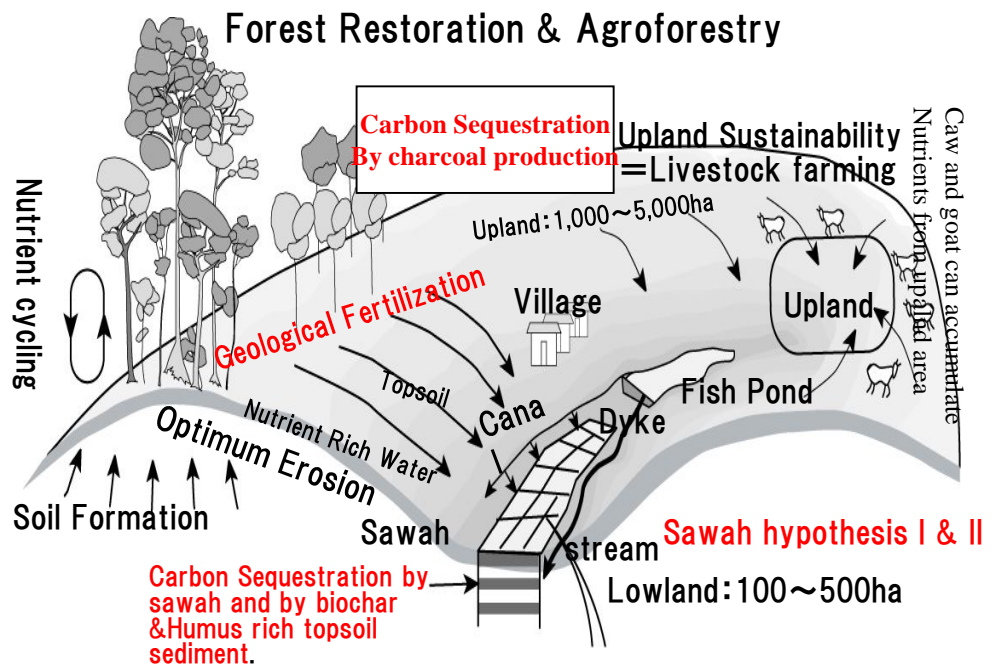 Forest Restoration & Agroforestry
Carbon Sequestration
By charcoal production
Upland Sustainability
＝Livestock farming
Caw and goat can accumulate
Nutrients from upalnd area
Upland：1,000～5,000ha
Nutrient cycling
Geological Fertilization
Village
Upland
Topsoil
Cana
Dyke
Fish Pond
Nutrient Rich Water
Optimum Erosion
Soil Formation
Sawah
stream
Sawah hypothesis I & II
Lowland：100～500ha
Carbon Sequestration by
sawah and by biochar
&Humus rich topsoil
sediment.